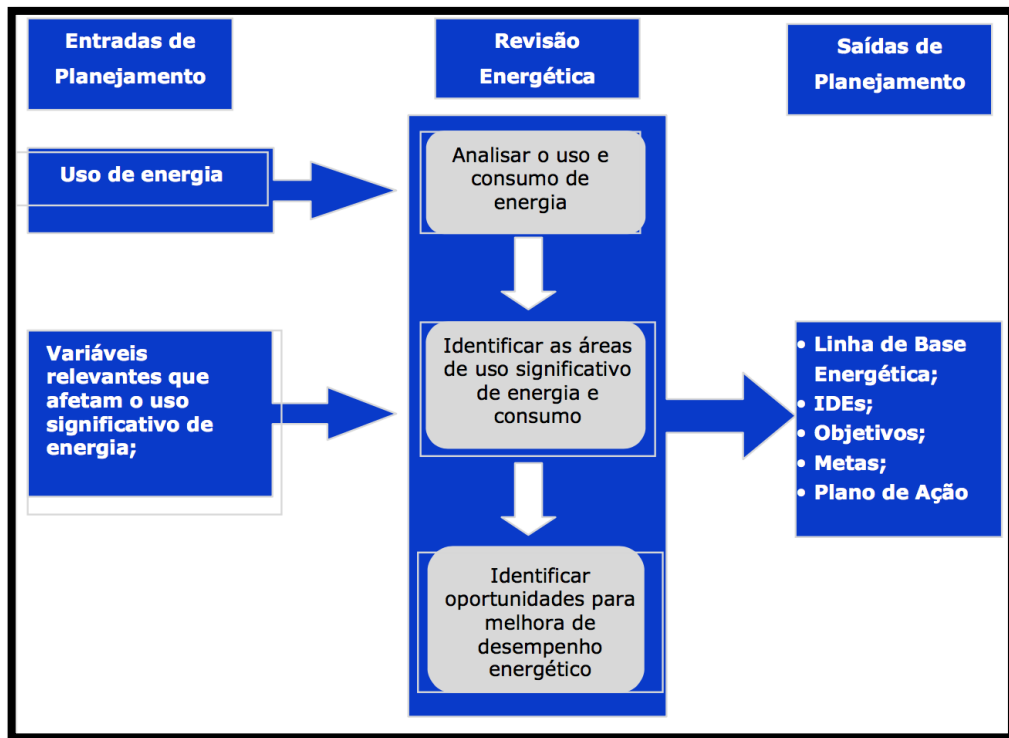 Entradas de
Planejamento
Revisão
Energética
Saídas de
Planejamento
Uso de energia
Analisar o uso e
consumo de
energia
Variáveis
relevantes que
afetam o uso
significativo de
energia;
Identificar as áreas
de uso significativo
de energia e
consumo
Identificar
oportunidades para
melhora de
desempenho
energético
• Linha de Base
Energética;
• IDEs;
• Objetivos;
• Metas;
• Plano de Ação